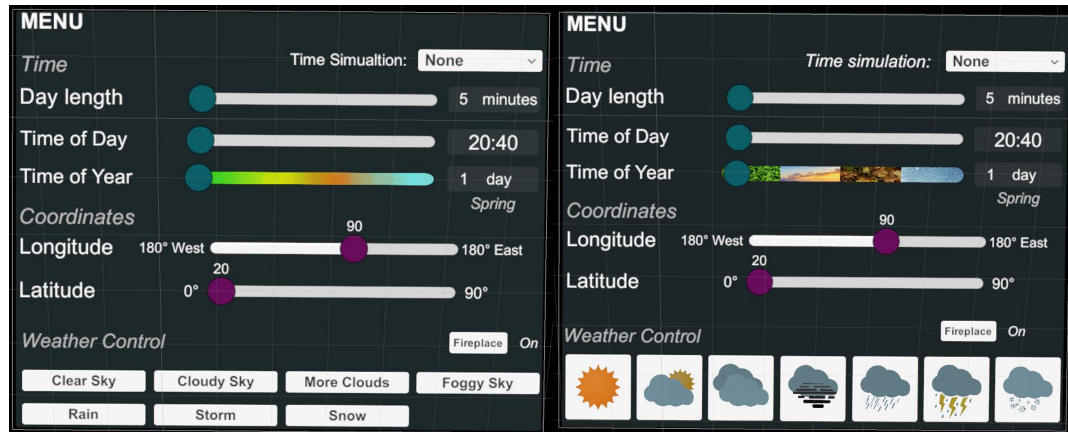 MENU
Time
Time Simualtion:
None
Day length
5 minutes
Time of Day
20:40
Time of Year
1 day
Spring
Coordinates
90
Longitude
180° West
180° East
20
Latitude
0°
90°
Weather Control
Fireplace
On
Clear Sky
Cloudy Sky
More Clouds
Foggy Sky
Rain
Storm
Snow
MENU
Time
Time simulation:
None
Day length
5 minutes
Time of Day
20:40
Time of Year
1 day
Spring
Coordinates
90
Longitude
180° West
180° East
20
Latitude
0°
90°
Weather Control
Fireplace
On